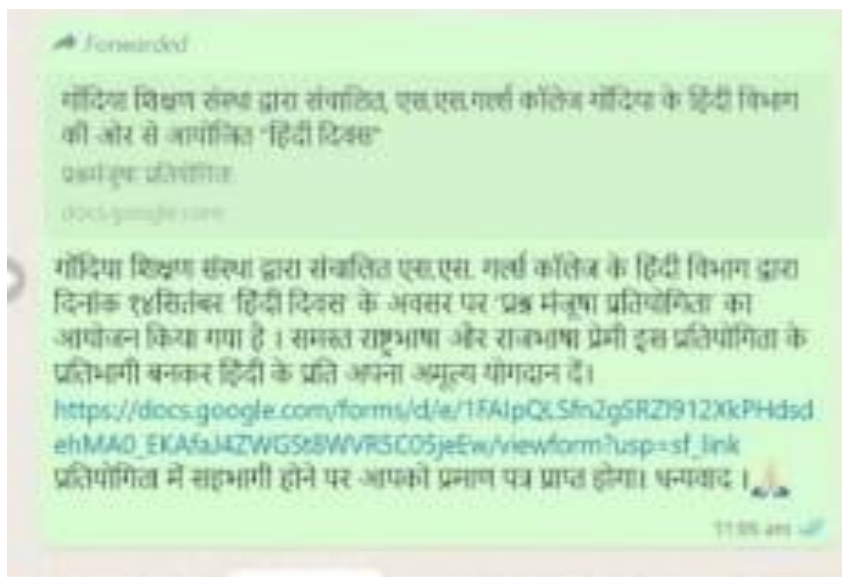 Forwarded
गोंदिया शिक्षण संस्था द्वारा संचालित, एस.एस.गर्ल्स कॉलेज गोंदिया के हिंदी विभाग
की ओर से आयोजित "हिंदी दिवस"
प्रश्नमंजूषा प्रतियोगिता.
docs.google.com
गोंदिया शिक्षण संस्था द्वारा संचालित एस.एस. गर्ल्स कॉलेज के हिंदी विभाग द्वारा
दिनांक १४सितंबर 'हिंदी दिवस' के अवसर पर 'प्रश्न मंजूषा प्रतियोगिता' का
आयोजन किया गया है । समस्त राष्ट्रभाषा और राजभाषा प्रेमी इस प्रतियोगिता के
प्रतिभागी बनकर हिंदी के प्रति अपना अमूल्य योगदान दें।
https://docs.google.com/forms/d/e/
viewform?usp=sf_link
प्रतियोगिता में सहभागी होने पर आपको प्रमाण पत्र प्राप्त होगा। धन्यवाद ।🙏
am